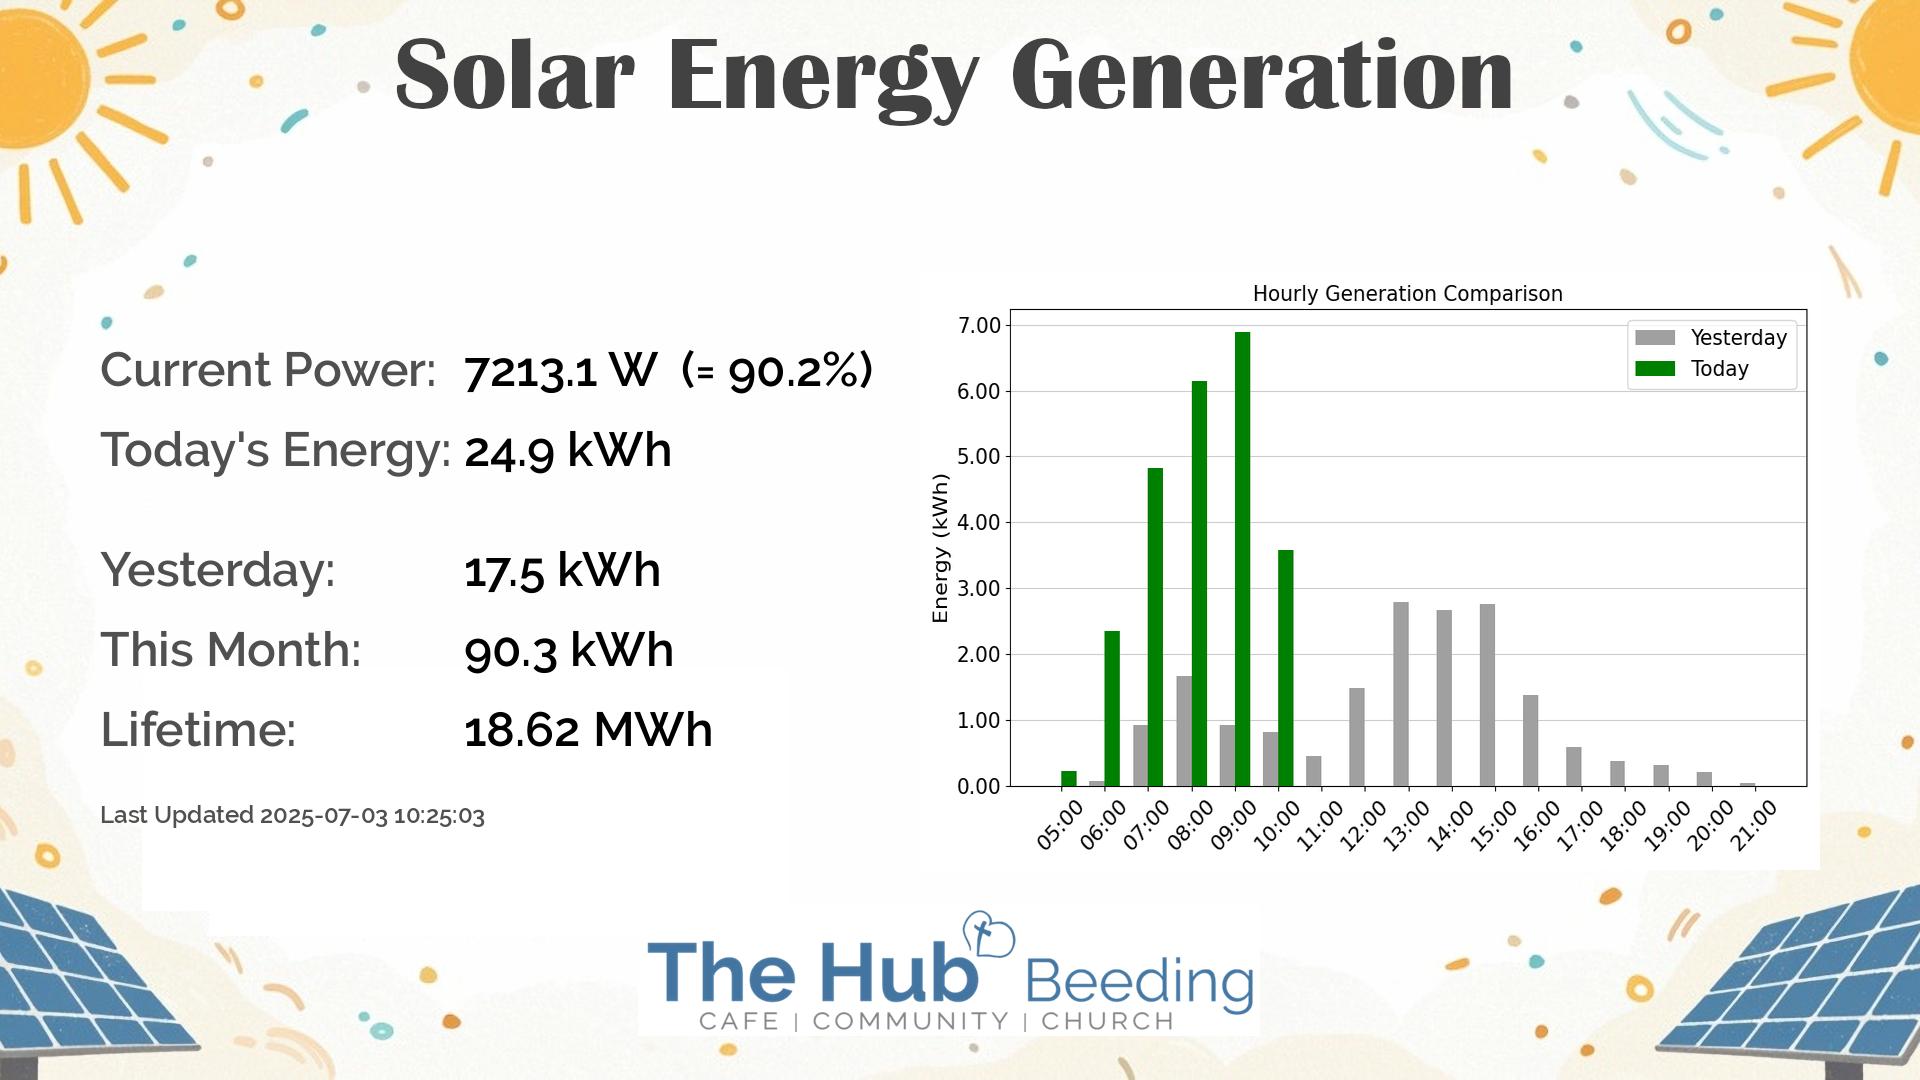 Solar Energy Generation
Current Power: 7213.1 W (= 90.2%)
Today's Energy: 24.9 kWh
Yesterday: 17.5 kWh
This Month: 90.3 kWh
Lifetime: 18.62 MWh
Last Updated 2025-07-03 10:25:03
Hourly Generation Comparison
Yesterday
Today
Energy (kWh)
7.00
6.00
5.00
4.00
3.00
2.00
1.00
0.00
05:00 06:00 07:00 08:00 09:00 10:00 11:00 12:00 13:00 14:00 15:00 16:00 17:00 18:00 19:00 20:00 21:00
The Hub Beeding
CAFE | COMMUNITY | CHURCH